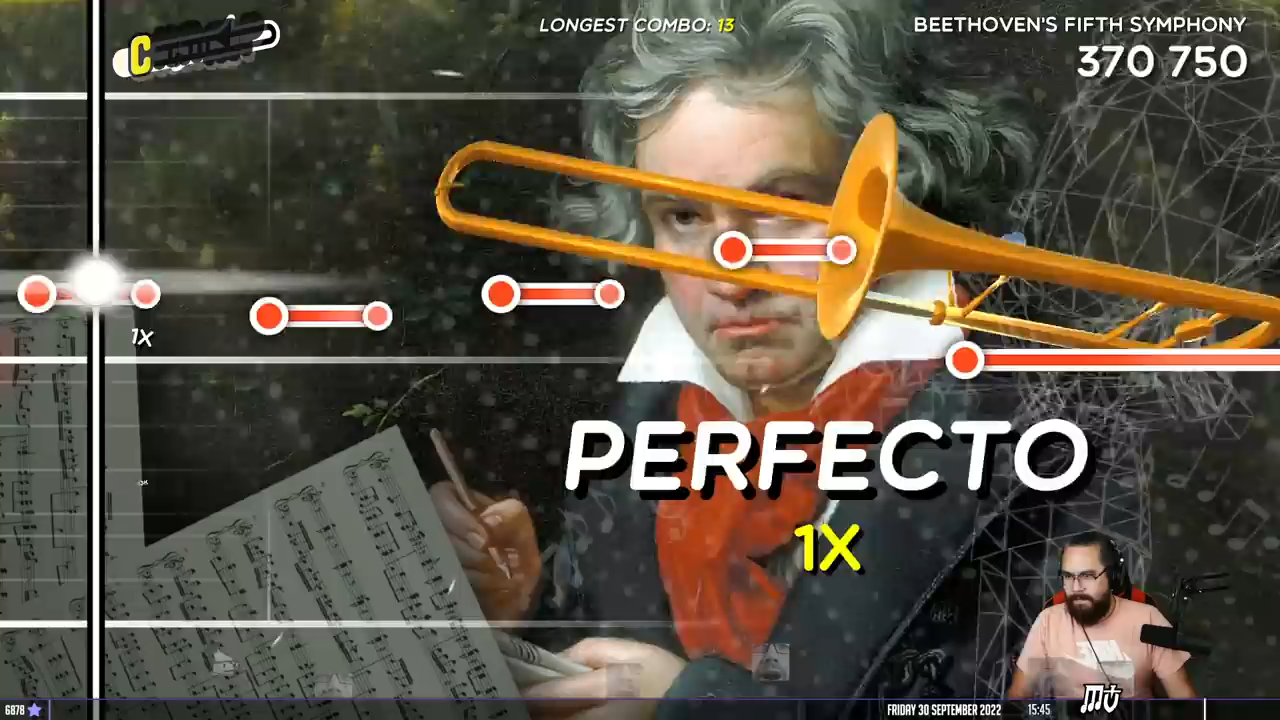 C
LONGEST COMBO: 13
BEETHOVEN'S FIFTH SYMPHONY
370 750
1X
PERFECTO
1X
6878
FRIDAY 30 SEPTEMBER 2022
15:45